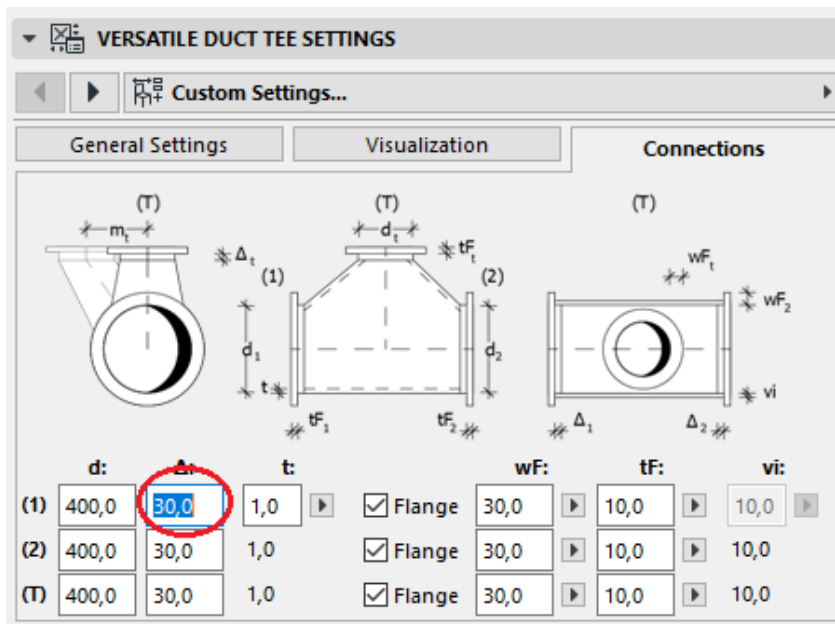 VERSATILE DUCT TEE SETTINGS
Custom Settings...
General Settings Visualization Connections
(T) (T) (T)
mt dt tFt
Δt wFt
(1) (2)
wF2
d1 d2
t vi
tF1 tF2 Δ1 Δ2
d: Δ: t: wF: tF: vi:
(1) 400,0 30,0 1,0 Flange 30,0 10,0 10,0
(2) 400,0 30,0 1,0 Flange 30,0 10,0 10,0
(T) 400,0 30,0 1,0 Flange 30,0 10,0 10,0